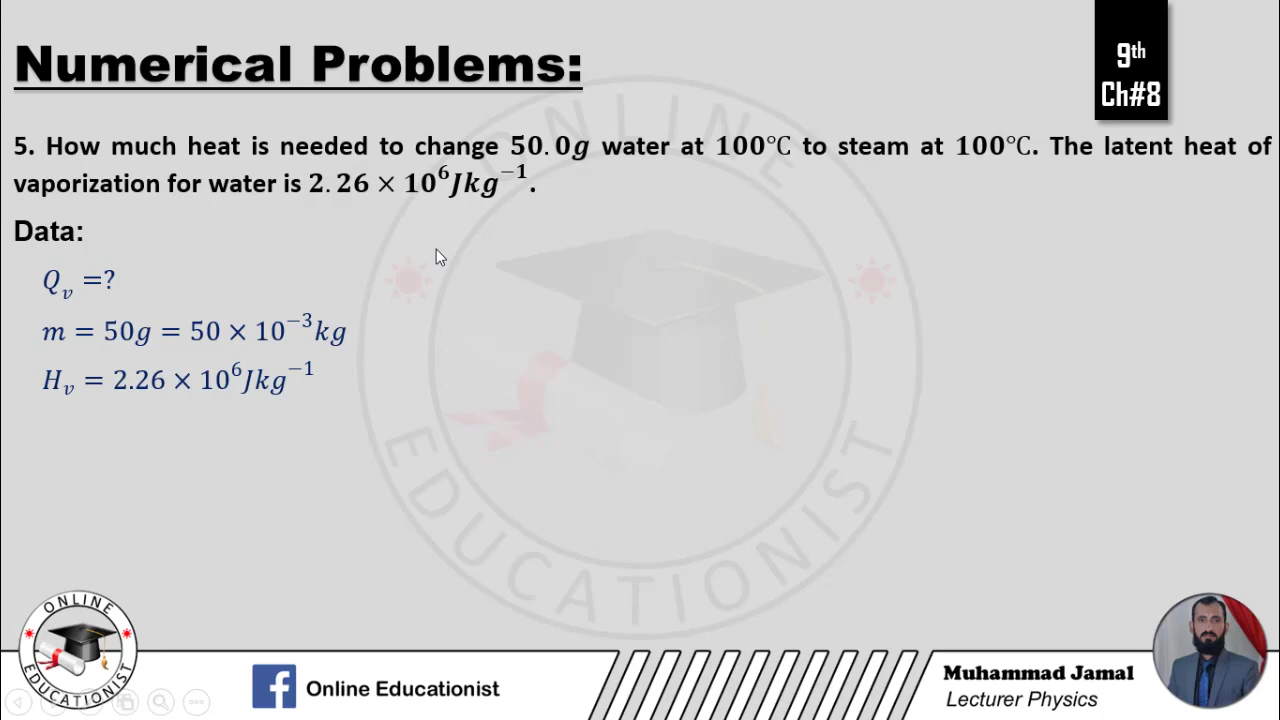 Numerical Problems:
9th
Ch#8
5. How much heat is needed to change 50.0g water at 100℃ to steam at 100℃. The latent heat of
vaporization for water is 2.26 × 10⁶Jkg⁻¹.
Data:
Qᵥ =?
m = 50g = 50 × 10⁻³kg
Hᵥ = 2.26 × 10⁶Jkg⁻¹
ONLINE
EDUCATIONIST
ONLINE
EDUCATIONIST
Online Educationist
Muhammad Jamal
Lecturer Physics